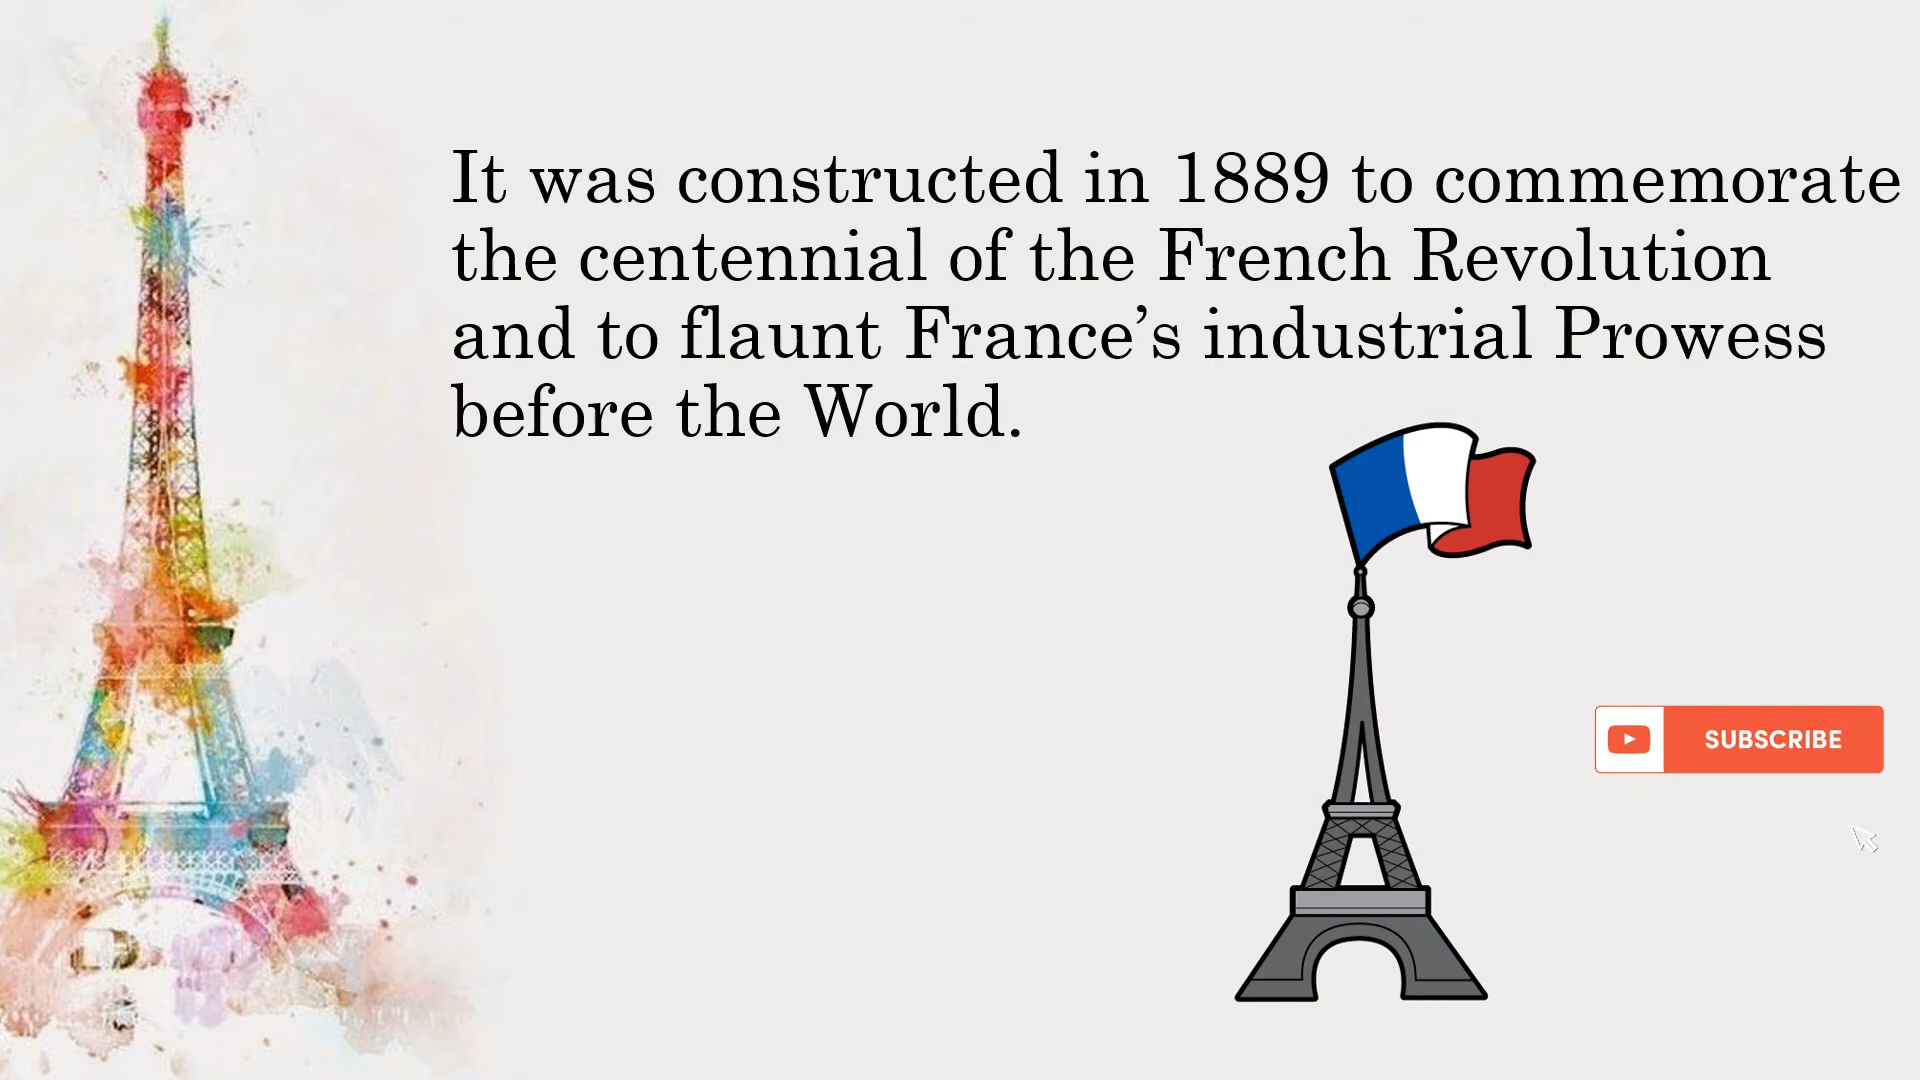 It was constructed in 1889 to commemorate
the centennial of the French Revolution
and to flaunt France’s industrial Prowess
before the World.
SUBSCRIBE